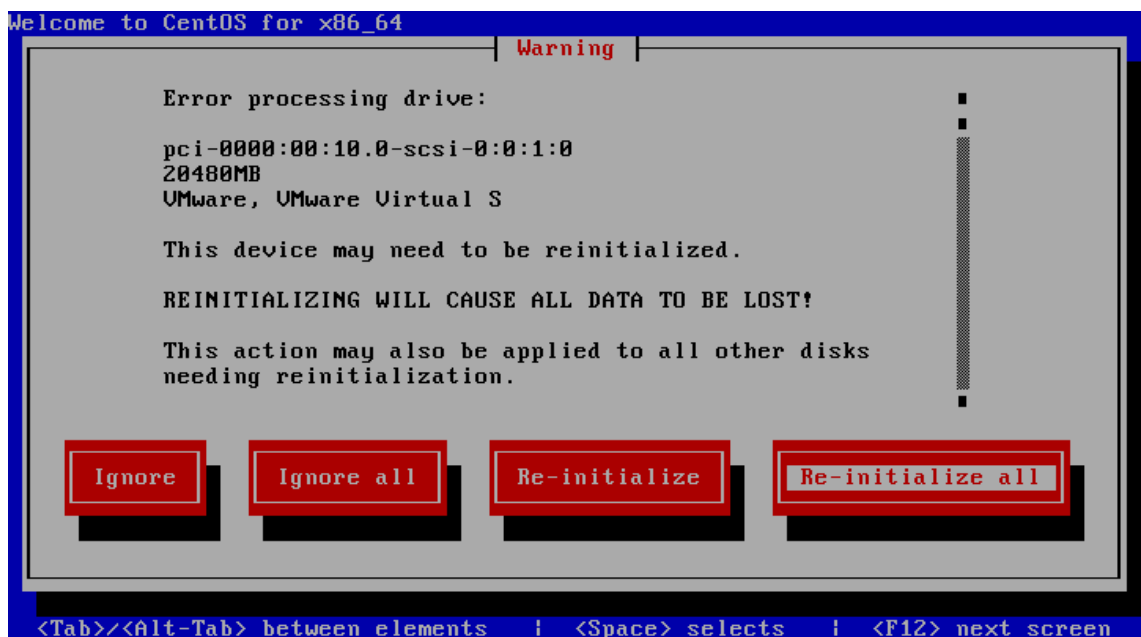 Welcome to CentOS for x86_64
Warning
Error processing drive:
pci-0000:00:10.0-scsi-0:0:1:0
20480MB
VMware, VMware Virtual S
This device may need to be reinitialized.
REINITIALIZING WILL CAUSE ALL DATA TO BE LOST!
This action may also be applied to all other disks
needing reinitialization.
Ignore Ignore all Re-initialize Re-initialize all
<Tab>/<Alt-Tab> between elements | <Space> selects | <F12> next screen